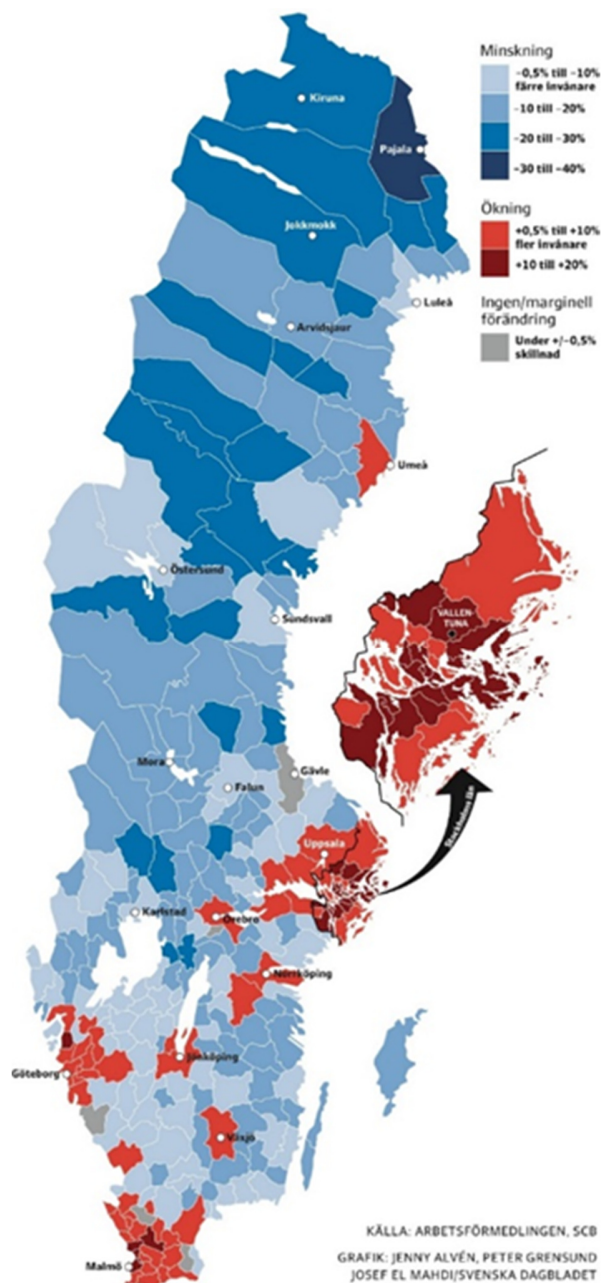 Minskning
–0,5% till –10%
färre invånare
–10 till –20%
–20 till –30%
–30 till –40%
Ökning
+0,5% till +10%
fler invånare
+10 till +20%
Ingen/marginell
förändring
Under +/–0,5%
skillnad
Kiruna
Pajala
Jokkmokk
Luleå
Arvidsjaur
Umeå
Östersund
VALLEN-
TUNA
Sundsvall
Mora
Gävle
Falun
Stockholms län
Uppsala
Karlstad
Örebro
Norrköping
Jönköping
Göteborg
Växjö
Malmö
KÄLLA: ARBETSFÖRMEDLINGEN, SCB
GRAFIK: JENNY ALVÉN, PETER GRENSUND
JOSEF EL MAHDI/SVENSKA DAGBLADET